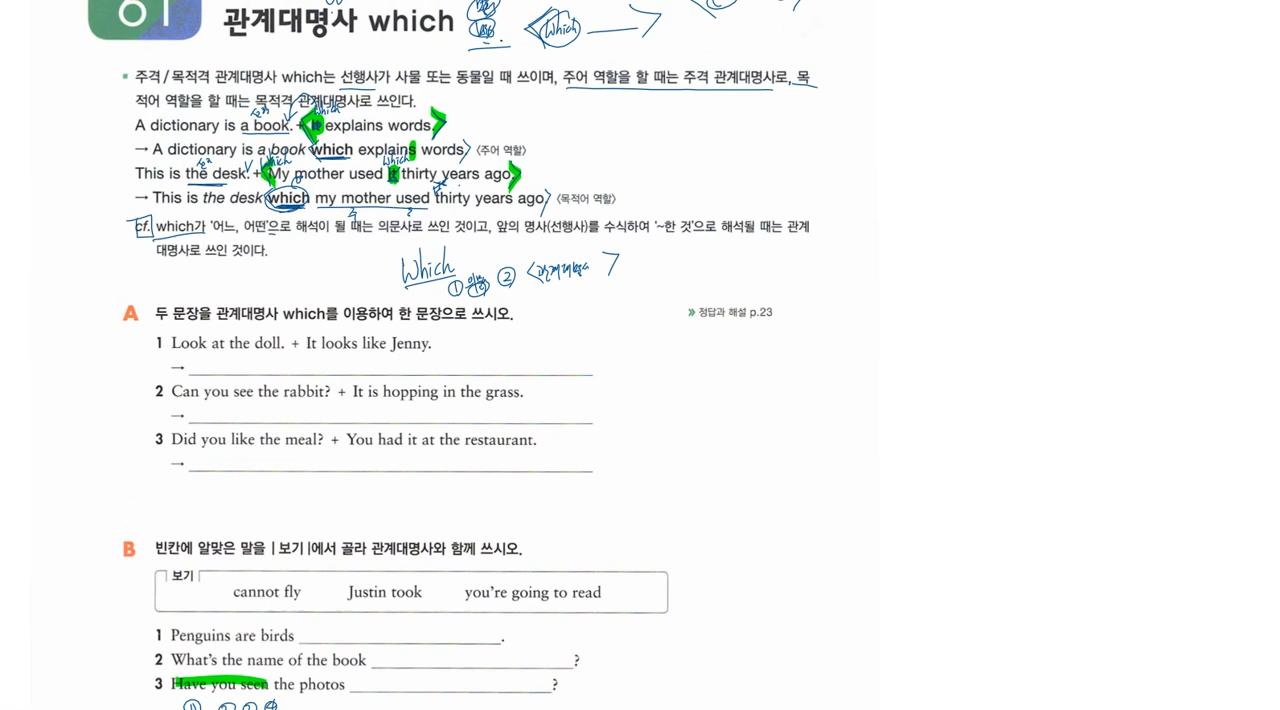 61 관계대명사 which
which
주격 / 목적격 관계대명사 which는 선행사가 사물 또는 동물일 때 쓰이며, 주어 역할을 할 때는 주격 관계대명사로, 목
적어 역할을 할 때는 목적격 관계대명사로 쓰인다.
which
A dictionary is a book. + It explains words.
→ A dictionary is a book which explains words. 〈주어 역할〉
which which
This is the desk. + My mother used it thirty years ago.
→ This is the desk which my mother used thirty years ago. 〈목적어 역할〉
cf. which가 '어느, 어떤'으로 해석이 될 때는 의문사로 쓰인 것이고, 앞의 명사(선행사)를 수식하여 '~한 것'으로 해석될 때는 관계
대명사로 쓰인 것이다.
Which ① ② <관계대명사 >
A 두 문장을 관계대명사 which를 이용하여 한 문장으로 쓰시오.
» 정답과 해설 p.23
1 Look at the doll. + It looks like Jenny.
→
2 Can you see the rabbit? + It is hopping in the grass.
→
3 Did you like the meal? + You had it at the restaurant.
→
B 빈칸에 알맞은 말을 |보기|에서 골라 관계대명사와 함께 쓰시오.
보기
cannot fly Justin took you're going to read
1 Penguins are birds ____.
2 What's the name of the book ____?
3 Have you seen the photos ____?